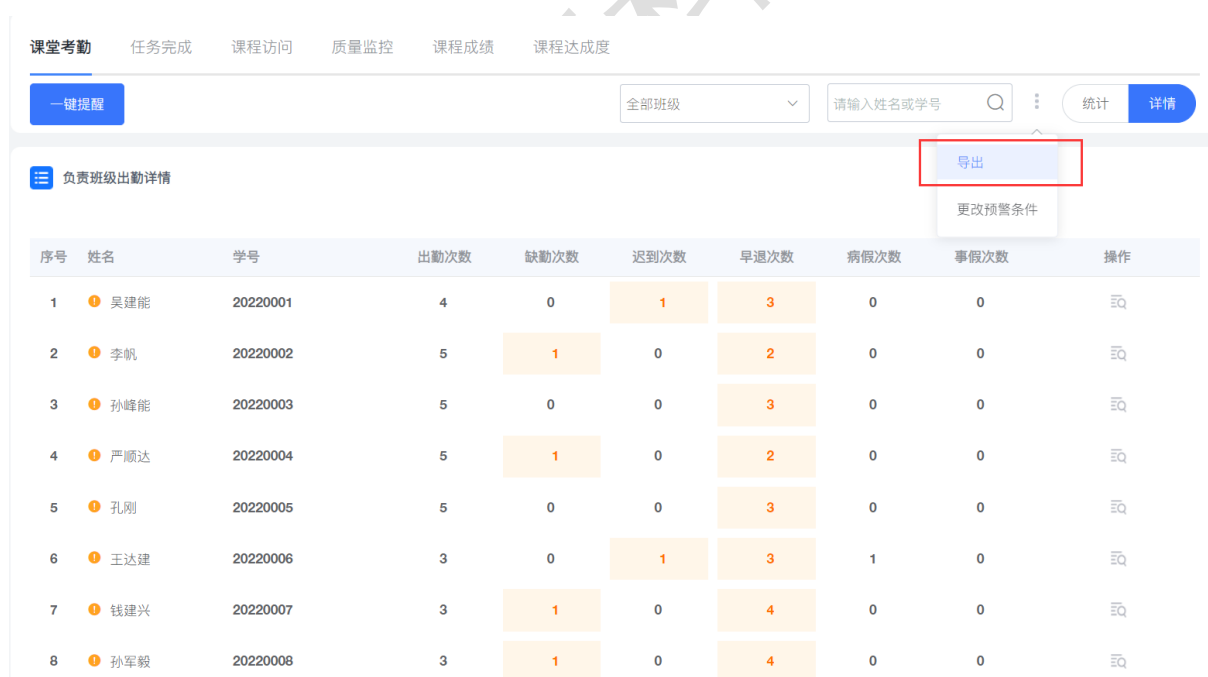 课堂考勤 任务完成 课程访问 质量监控 课程成绩 课程达成度
一键提醒 全部班级 请输入姓名或学号 统计 详情
导出
负责班级出勤详情
更改预警条件
序号 姓名 学号 出勤次数 缺勤次数 迟到次数 早退次数 病假次数 事假次数 操作
1 吴建能 20220001 4 0 1 3 0 0
2 李帆 20220002 5 1 0 2 0 0
3 孙峰能 20220003 5 0 0 3 0 0
4 严顺达 20220004 5 1 0 2 0 0
5 孔刚 20220005 5 0 0 3 0 0
6 王达建 20220006 3 0 1 3 1 0
7 钱建兴 20220007 3 1 0 4 0 0
8 孙军毅 20220008 3 1 0 4 0 0